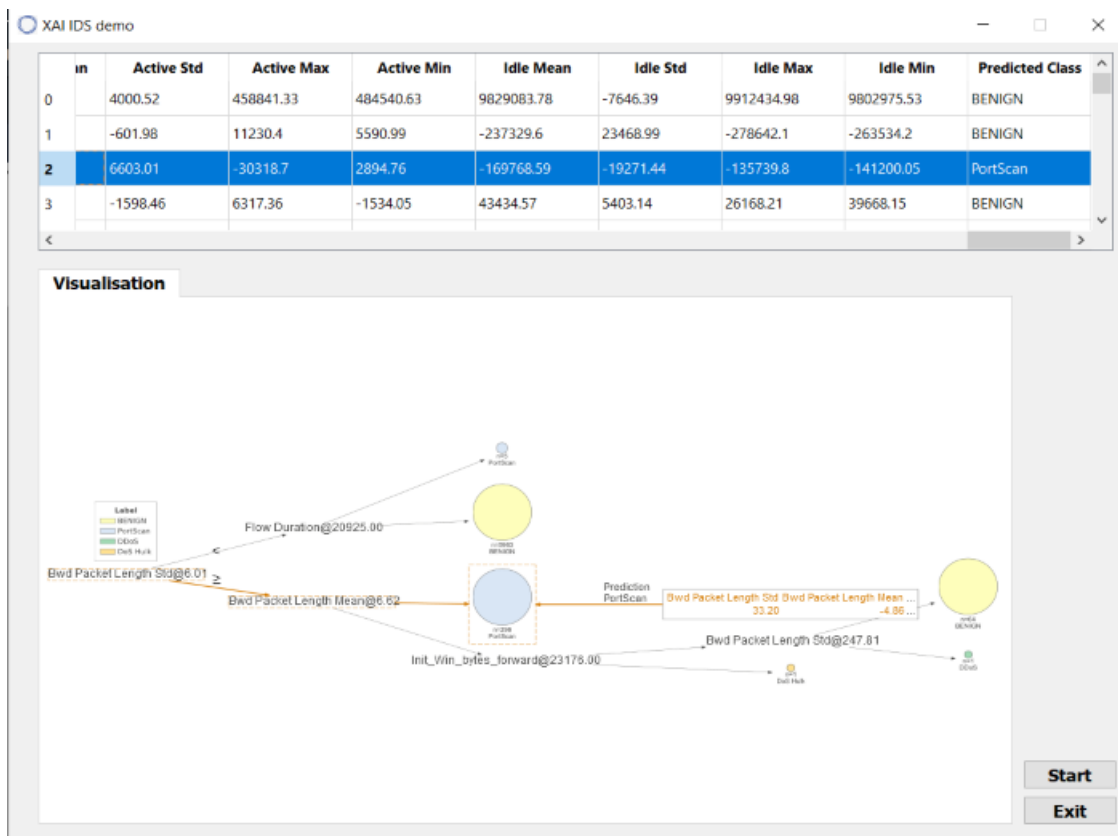 XAI IDS demo
an Active Std Active Max Active Min Idle Mean Idle Std Idle Max Idle Min Predicted Class
0 4000.52 458841.33 484540.63 9829083.78 -7646.39 9912434.98 9802975.53 BENIGN
1 -601.98 11230.4 5590.99 -237329.6 23468.99 -278642.1 -263534.2 BENIGN
2 6603.01 -30318.7 2894.76 -169768.59 -19271.44 -135739.8 -141200.05 PortScan
3 -1598.46 6317.36 -1534.05 43434.57 5403.14 26168.21 39668.15 BENIGN
Visualisation
PortScan
Label
BENIGN
PortScan
DDoS
DoS Hulk
Flow Duration@20925.00
BENIGN
<
Bwd Packet Length Std@6.01 ≥
Bwd Packet Length Mean@6.62
PortScan
Prediction
PortScan
Bwd Packet Length Std Bwd Packet Length Mean ...
33.20 -4.86 ...
BENIGN
Bwd Packet Length Std@247.81
Init_Win_bytes_forward@23176.00
DDoS
DoS Hulk
Start
Exit